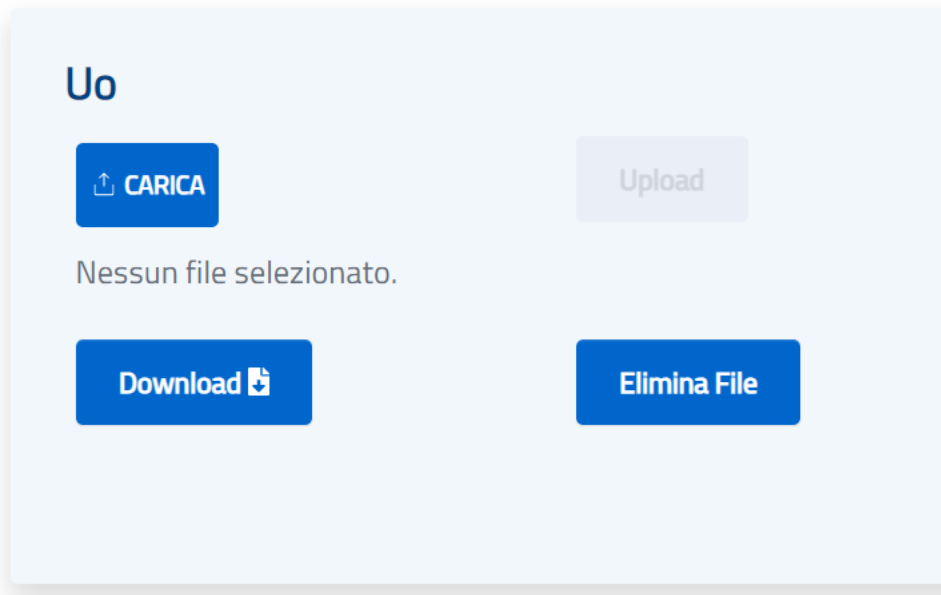 Uo
CARICA
Upload
Nessun file selezionato.
Download
Elimina File